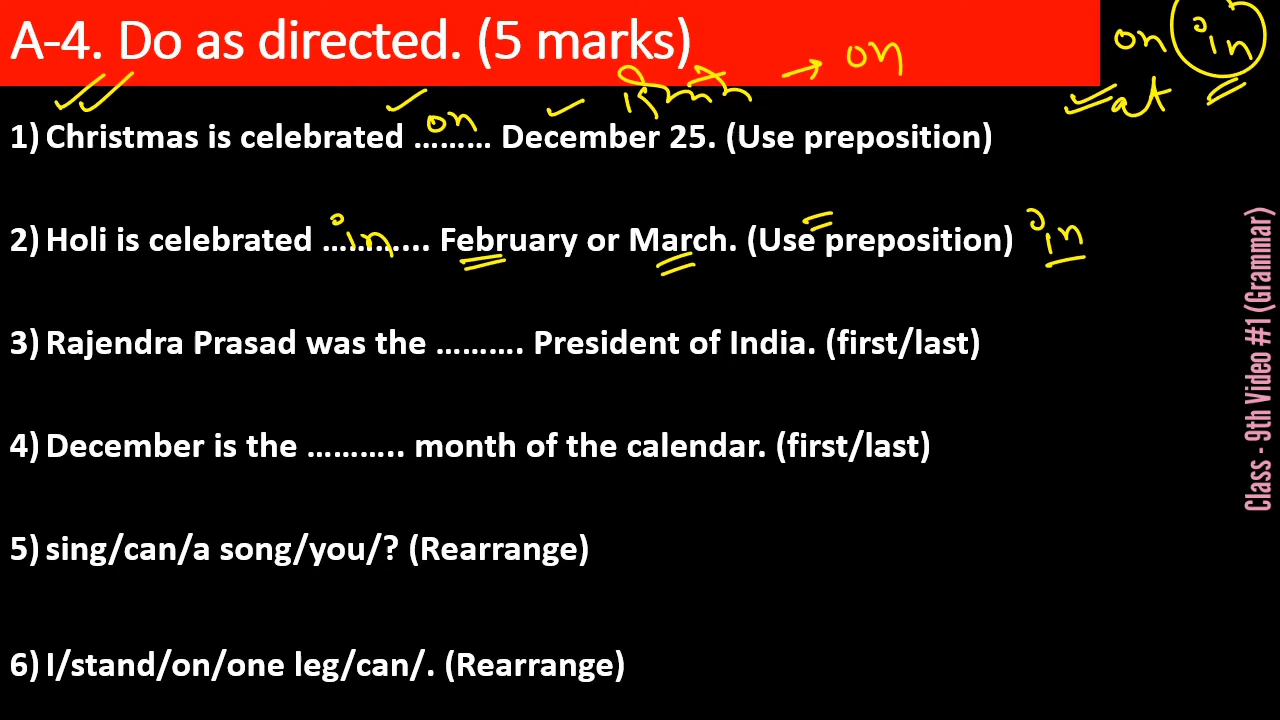 A-4. Do as directed. (5 marks)
on in
→ on
at
1) Christmas is celebrated ……... December 25. (Use preposition)
on
2) Holi is celebrated ………... February or March. (Use preposition) in
in
3) Rajendra Prasad was the ………. President of India. (first/last)
4) December is the ……….. month of the calendar. (first/last)
5) sing/can/a song/you/? (Rearrange)
6) I/stand/on/one leg/can/. (Rearrange)
Class - 9th Video #1 (Grammar)